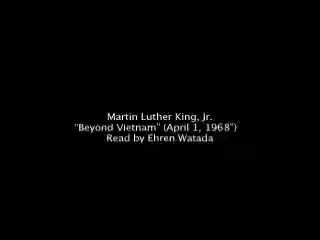 Martin Luther King, Jr.
"Beyond Vietnam" (April 1, 1968")
Read by Ehren Watada